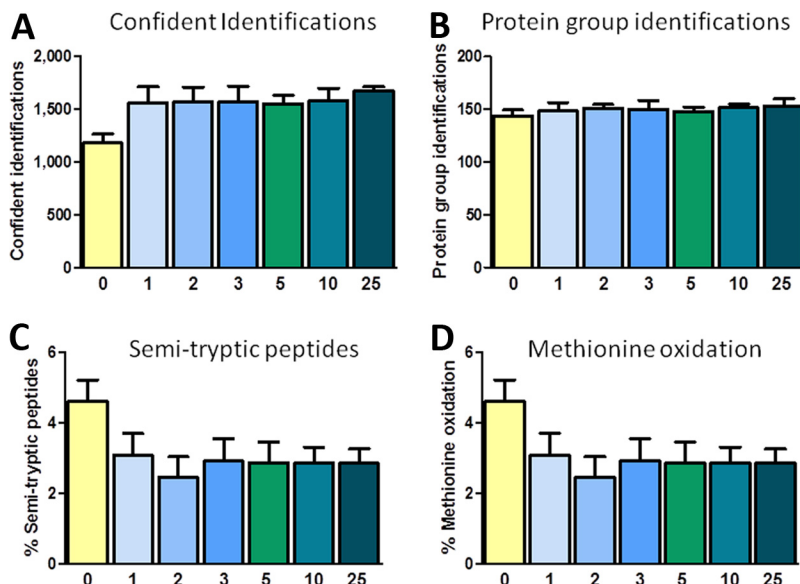 A Confident Identifications
Confident identifications
2,000
1,500
1,000
500
0
0 1 2 3 5 10 25
B Protein group identifications
Protein group identifications
200
150
100
50
0
0 1 2 3 5 10 25
C Semi-tryptic peptides
% Semi-tryptic peptides
6
4
2
0
0 1 2 3 5 10 25
D Methionine oxidation
% Methionine oxidation
6
4
2
0
0 1 2 3 5 10 25